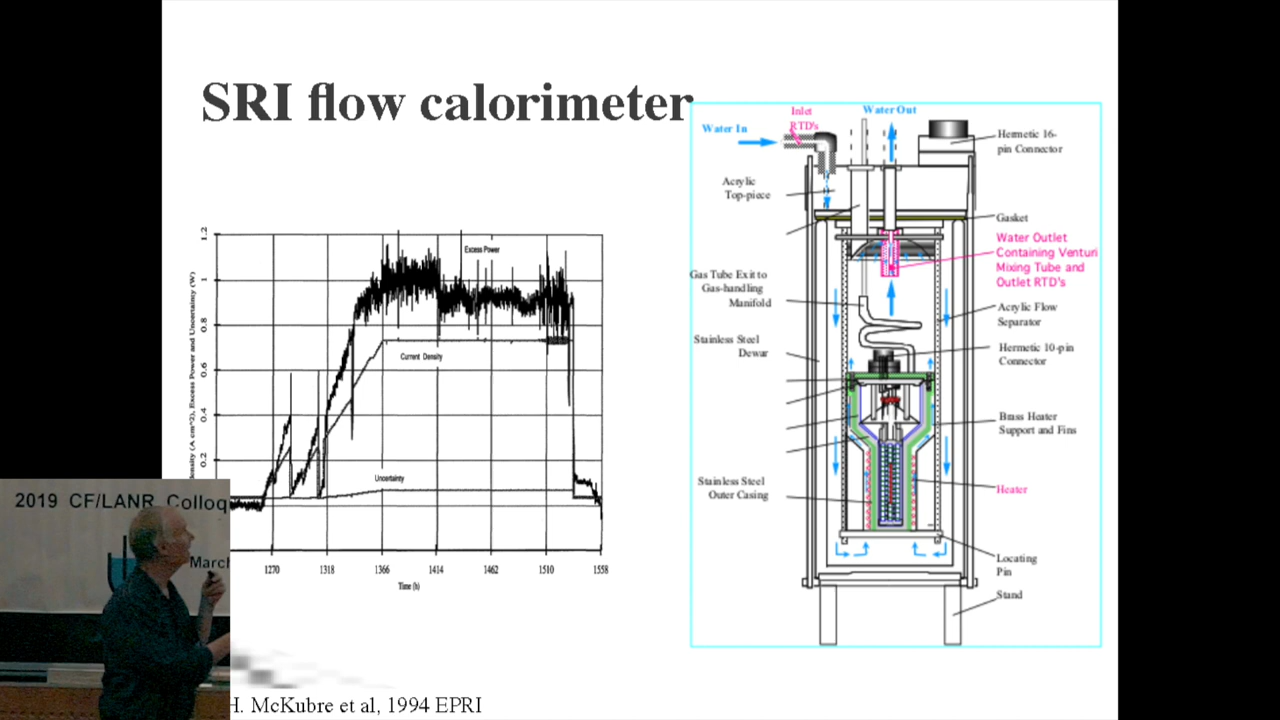 SRI flow calorimeter
Inlet
RTD's
Water Out
Water In
Hermetic 16-
pin Connector
Acrylic
Top-piece
Gasket
Water Outlet
Containing Venturi
Mixing Tube and
Outlet RTD's
Gas Tube Exit to
Gas-handling
Manifold
Acrylic Flow
Separator
Stainless Steel
Dewar
Hermetic 10-pin
Connector
Brass Heater
Support and Fins
Stainless Steel
Outer Casing
Heater
Locating
Pin
Stand
Excess Power
Current Density
Uncertainty
(A cm^2), Excess Power and Uncertainty (W)
1.2
1
0.8
0.6
0.4
0.2
1270
1318
1366
1414
1462
1510
1558
Time (h)
2019 CF/LANR Colloq
March
H. McKubre et al, 1994 EPRI